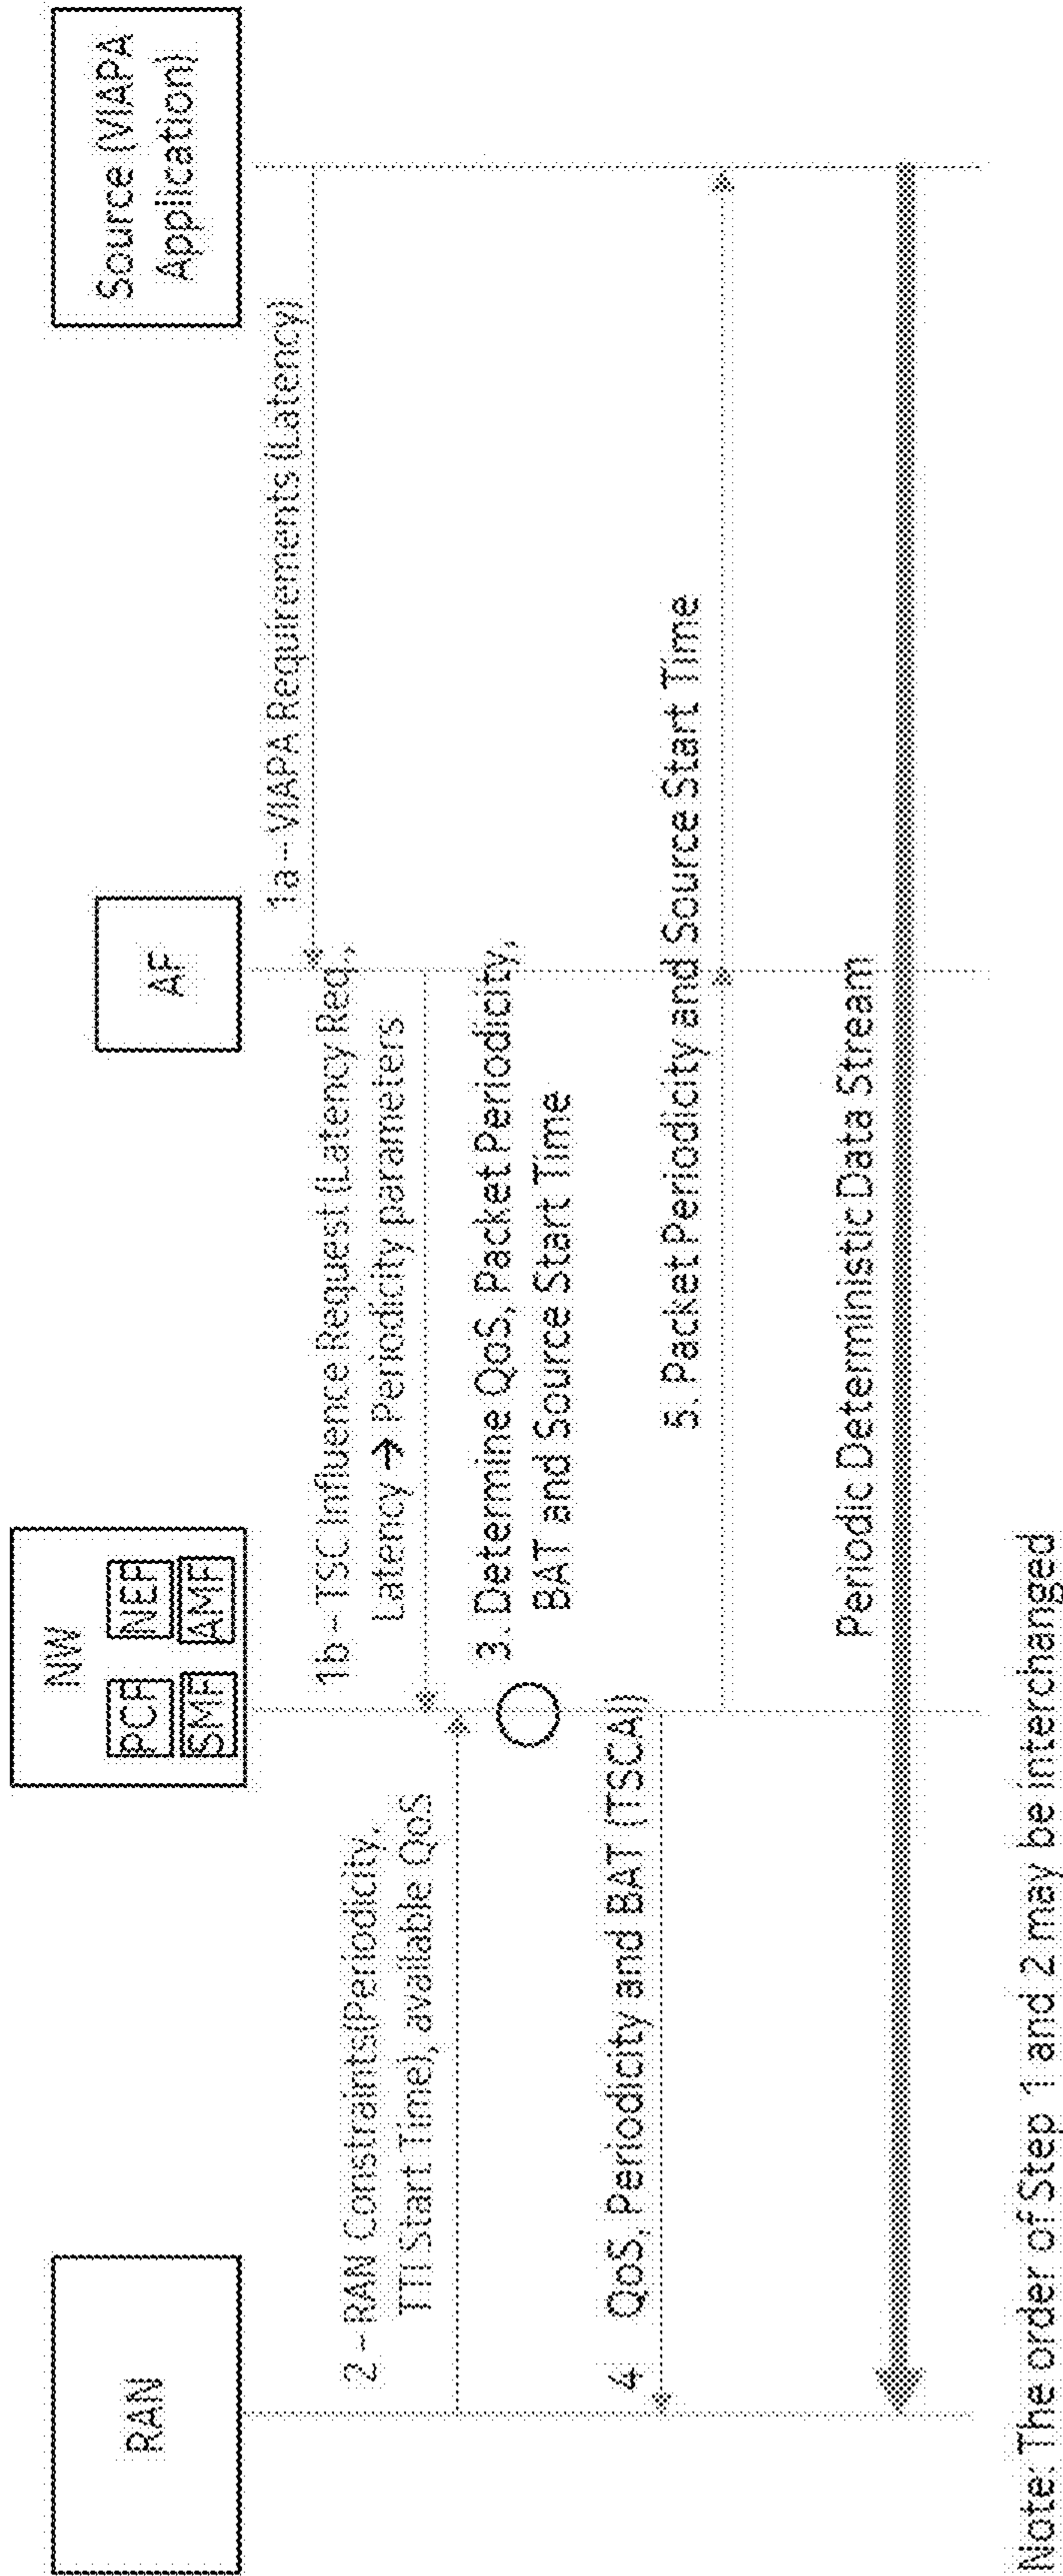 RAN
NW
PCF
NEF
SMF
AMF
AF
Source (VIAPA
Application)
1a – VIAPA Requirements (Latency)
1b – TSC Influence Request (Latency Req.,
Latency → Periodicity parameters
2 – RAN Constraints(Periodicity,
TTI Start Time), available QoS
3. Determine QoS, Packet Periodicity,
BAT and Source Start Time
4 QoS, Periodicity and BAT (TSCAI)
5. Packet Periodicity and Source Start Time
Periodic Deterministic Data Stream
Note: The order of Step 1 and 2 may be interchanged